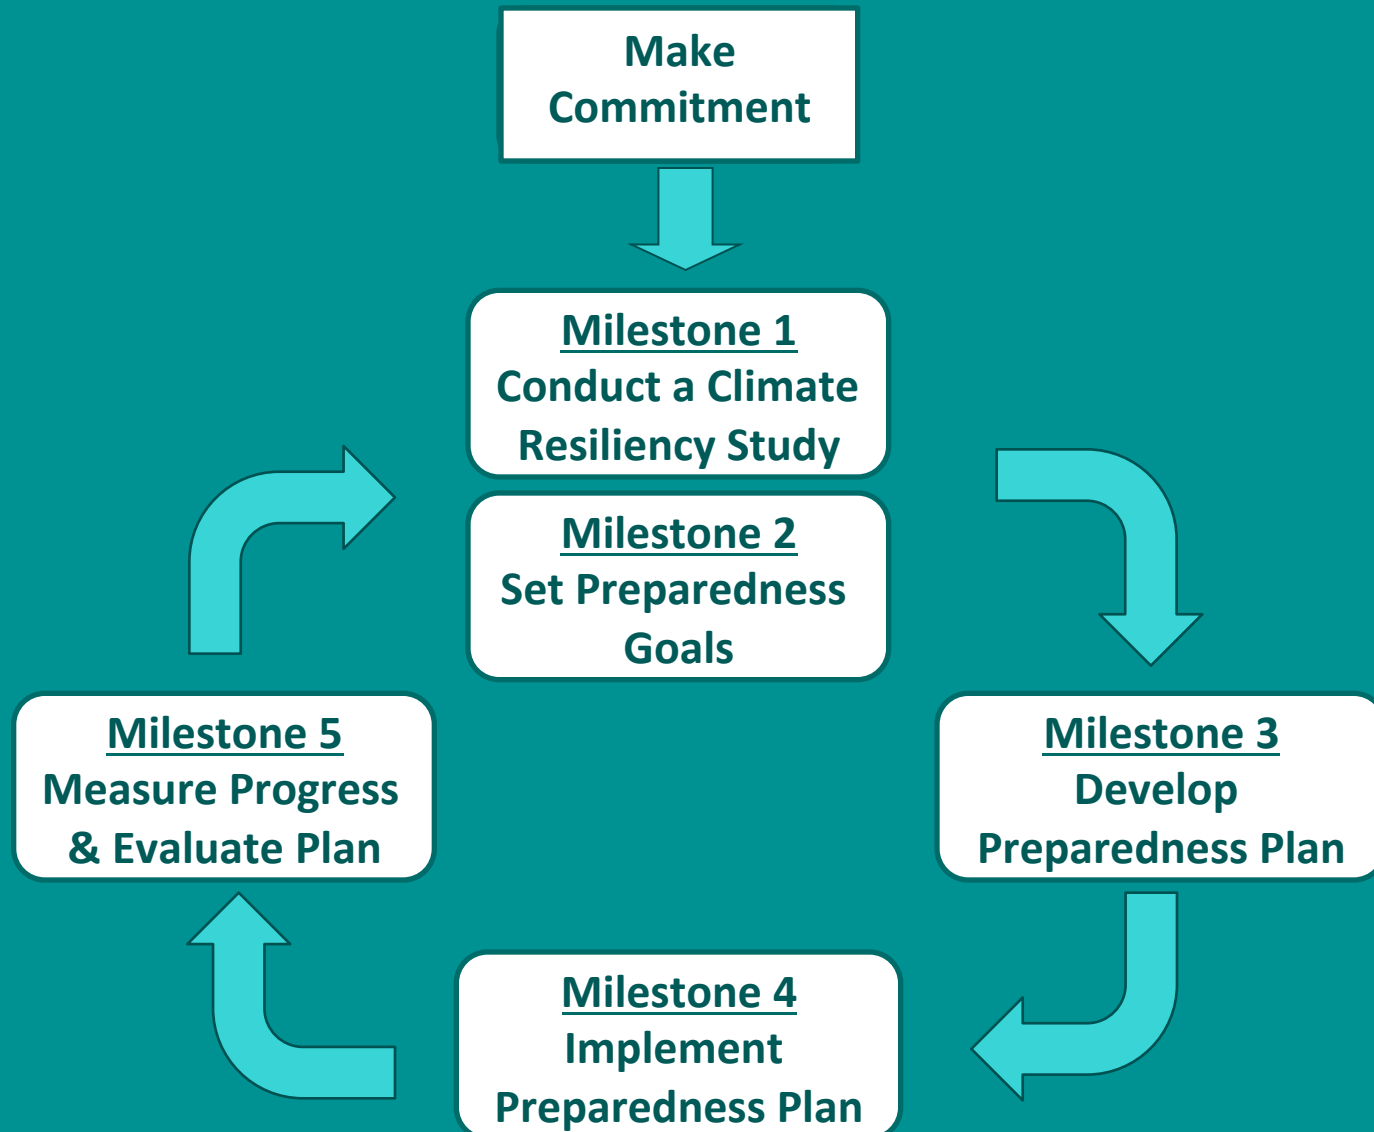 Make
Commitment
Milestone 1
Conduct a Climate
Resiliency Study
Milestone 2
Set Preparedness
Goals
Milestone 3
Develop
Preparedness Plan
Milestone 4
Implement
Preparedness Plan
Milestone 5
Measure Progress
& Evaluate Plan